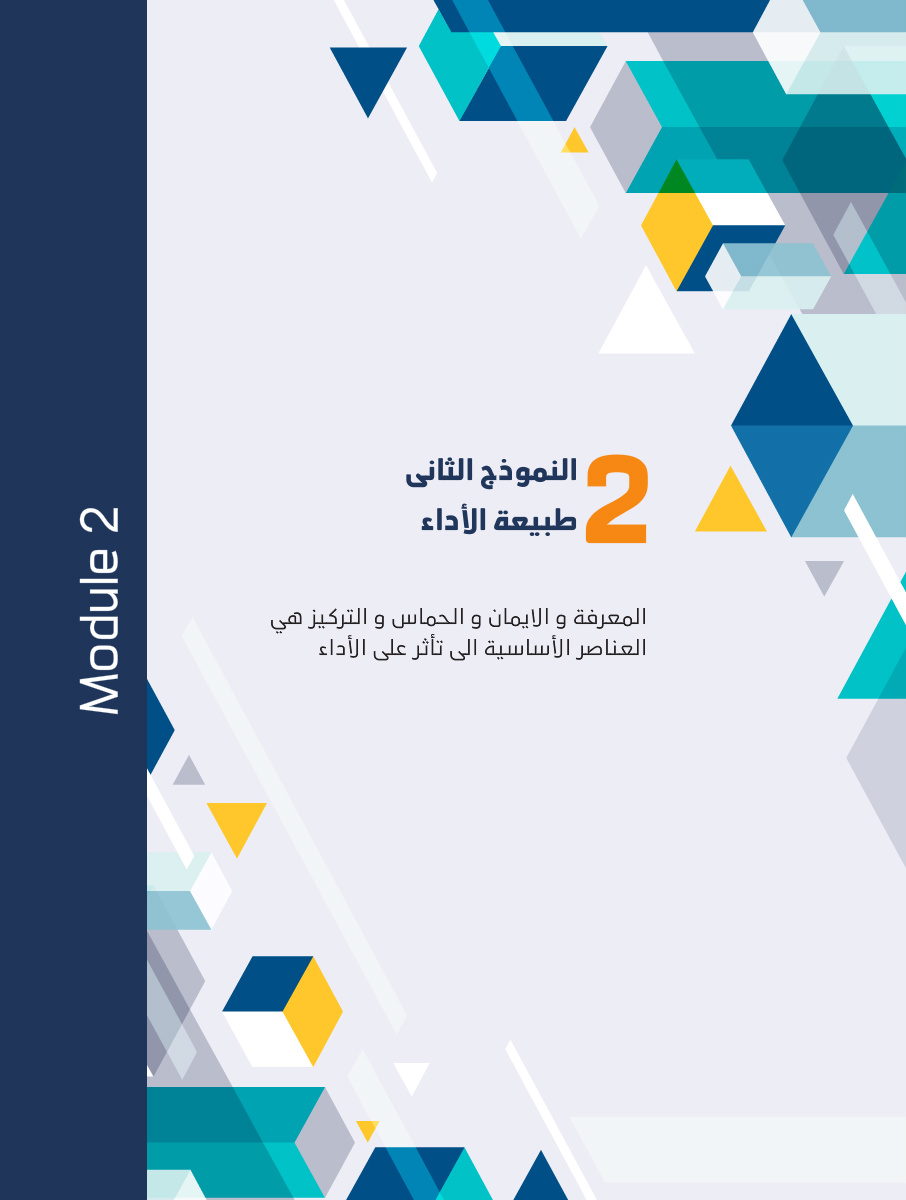 Module 2
2
النموذج الثانى
طبيعة الأداء
المعرفة و الايمان و الحماس و التركيز هي
العناصر الأساسية الى تأثر على الأداء